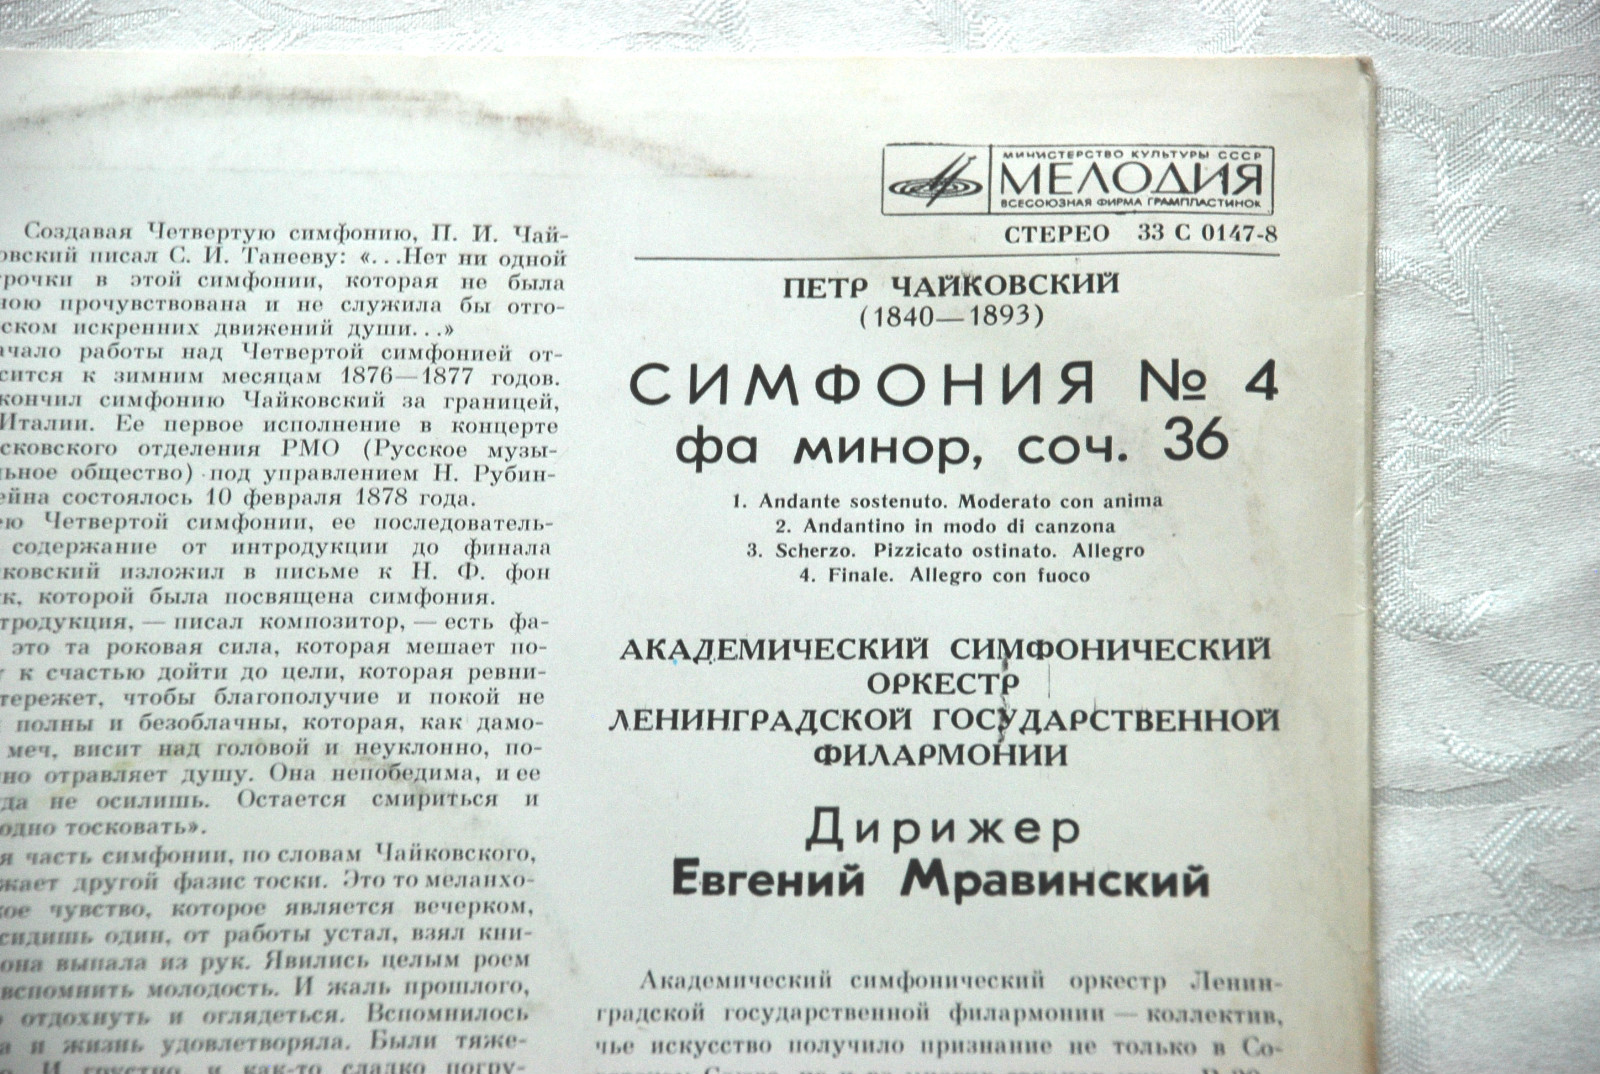 МИНИСТЕРСТВО КУЛЬТУРЫ СССР
МЕЛОДИЯ
ВСЕСОЮЗНАЯ ФИРМА ГРАМПЛАСТИНОК
СТЕРЕО 33 С 0147-8
Создавая Четвертую симфонию, П. И. Чай-
овский писал С. И. Танееву: «...Нет ни одной
рочки в этой симфонии, которая не была
ною прочувствована и не служила бы отго-
ском искренних движений души...»
чало работы над Четвертой симфонией от-
сится к зимним месяцам 1876—1877 годов.
кончил симфонию Чайковский за границей,
Италии. Ее первое исполнение в концерте
сковского отделения РМО (Русское музы-
льное общество) под управлением Н. Рубин-
ейна состоялось 10 февраля 1878 года.
ю Четвертой симфонии, ее последователь-
содержание от интродукции до финала
ковский изложил в письме к Н. Ф. фон
к, которой была посвящена симфония.
тродукция, — писал композитор, — есть фа-
это та роковая сила, которая мешает по-
к счастью дойти до цели, которая ревни-
тережет, чтобы благополучие и покой не
полны и безоблачны, которая, как дамо-
меч, висит над головой и неуклонно, по-
но отравляет душу. Она непобедима, и ее
да не осилишь. Остается смириться и
одно тосковать».
я часть симфонии, по словам Чайковского,
жает другой фазис тоски. Это то меланхо-
кое чувство, которое является вечерком,
сидишь один, от работы устал, взял кни-
она выпала из рук. Явились целым роем
вспомнить молодость. И жаль прошлого,
отдохнуть и оглядеться. Вспомнилось
а и жизнь удовлетворяла. Были тяже-
И грустно, и как-то сладко погру-
ПЕТР ЧАЙКОВСКИЙ
(1840—1893)
СИМФОНИЯ № 4
фа минор, соч. 36
1. Andante sostenuto. Moderato con anima
2. Andantino in modo di canzona
3. Scherzo. Pizzicato ostinato. Allegro
4. Finale. Allegro con fuoco
АКАДЕМИЧЕСКИЙ СИМФОНИЧЕСКИЙ
ОРКЕСТР
ЛЕНИНГРАДСКОЙ ГОСУДАРСТВЕННОЙ
ФИЛАРМОНИИ
Дирижер
Евгений Мравинский
Академический симфонический оркестр Ленин-
градской государственной филармонии — коллектив,
чье искусство получило признание не только в Со-